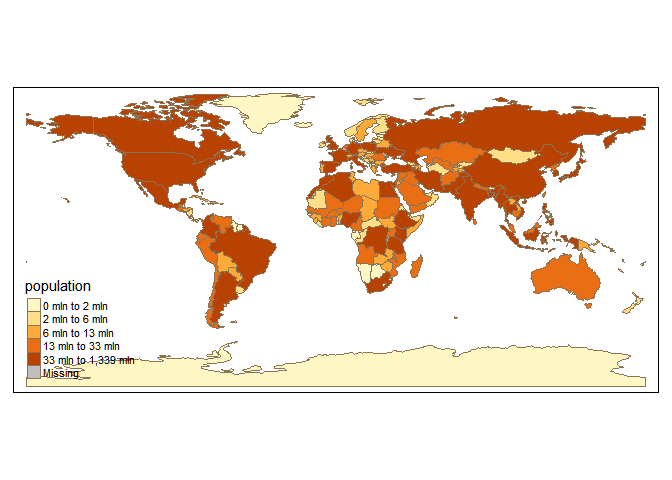 population
0 mln to 2 mln
2 mln to 6 mln
6 mln to 13 mln
13 mln to 33 mln
33 mln to 1,339 mln
Missing